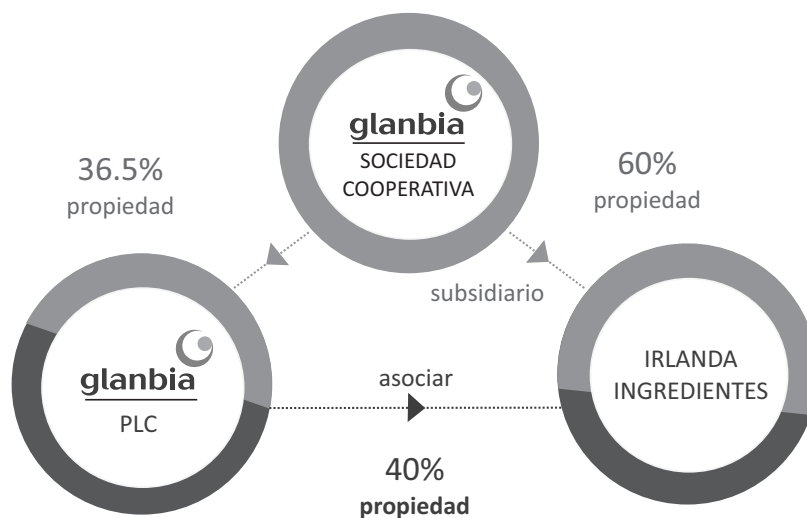 glanbia
SOCIEDAD
COOPERATIVA
36.5%
propiedad
60%
propiedad
subsidiario
glanbia
PLC
asociar
IRLANDA
INGREDIENTES
40%
propiedad